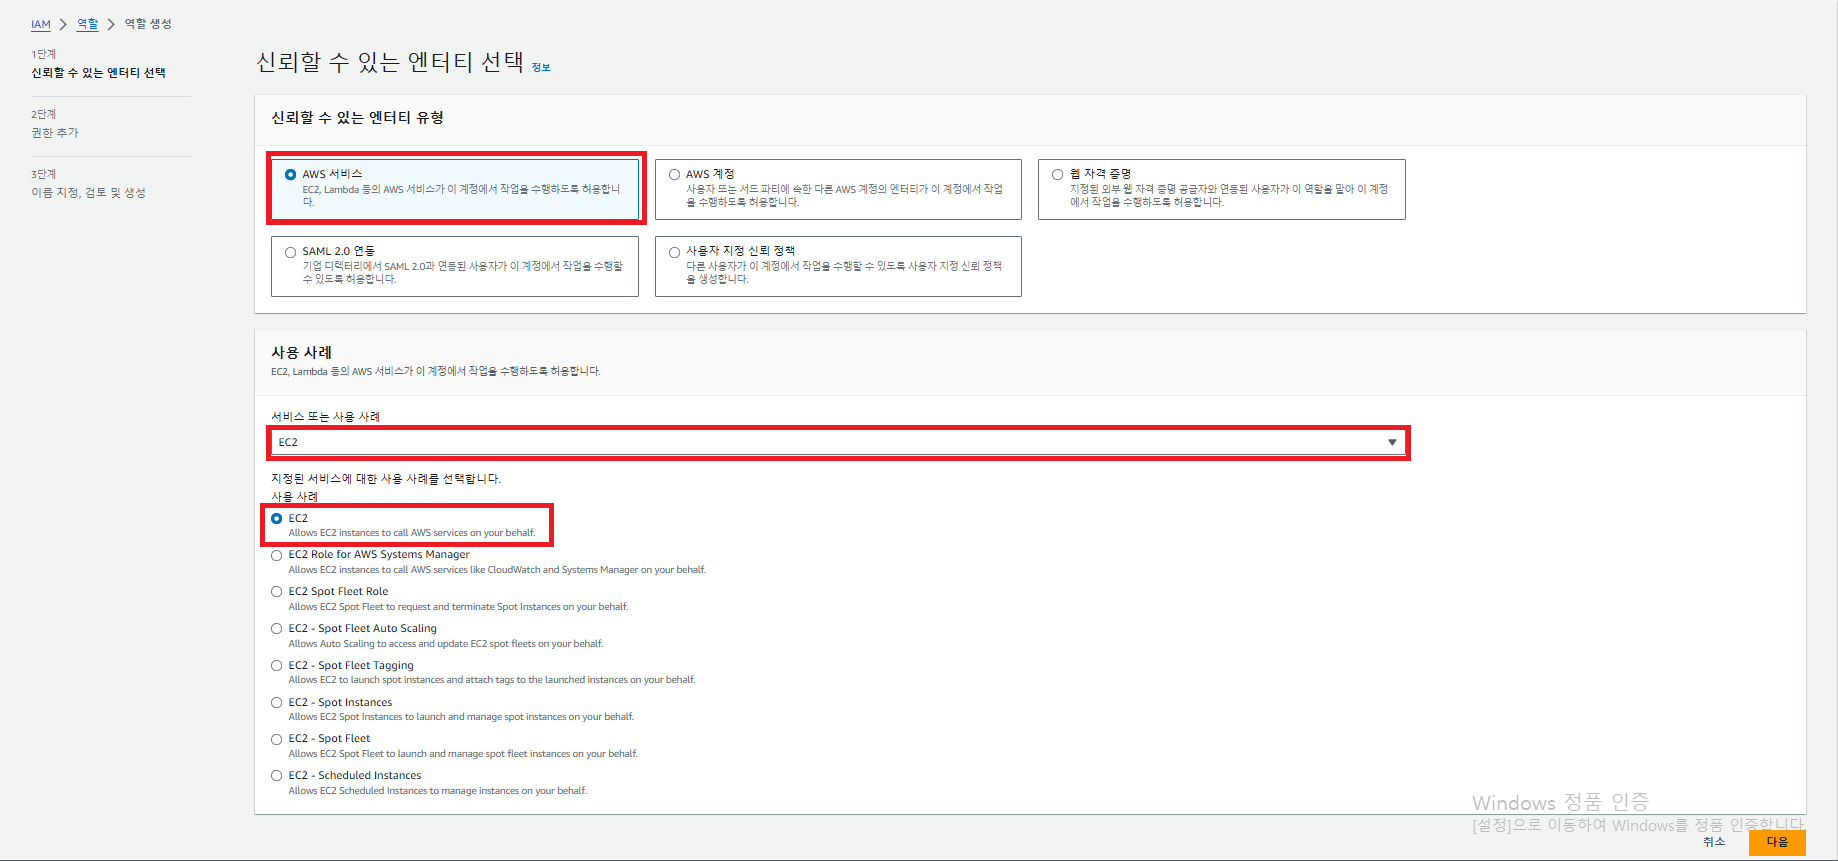 IAM > 역할 > 역할 생성
1단계
신뢰할 수 있는 엔터티 선택
2단계
권한 추가
3단계
이름 지정, 검토 및 생성
신뢰할 수 있는 엔터티 선택 정보
신뢰할 수 있는 엔터티 유형
AWS 서비스
EC2, Lambda 등의 AWS 서비스가 이 계정에서 작업을 수행하도록 허용합니
다.
AWS 계정
사용자 또는 서드 파티에 속한 다른 AWS 계정의 엔터티가 이 계정에서 작업
을 수행하도록 허용합니다.
웹 자격 증명
지정된 외부 웹 자격 증명 공급자와 연동된 사용자가 이 역할을 맡아 이 계정
에서 작업을 수행하도록 허용합니다.
SAML 2.0 연동
기업 디렉터리에서 SAML 2.0과 연동된 사용자가 이 계정에서 작업을 수행할
수 있도록 허용합니다.
사용자 지정 신뢰 정책
다른 사용자가 이 계정에서 작업을 수행할 수 있도록 사용자 지정 신뢰 정책
을 생성합니다.
사용 사례
EC2, Lambda 등의 AWS 서비스가 이 계정에서 작업을 수행하도록 허용합니다.
서비스 또는 사용 사례
EC2
지정된 서비스에 대한 사용 사례를 선택합니다.
사용 사례
EC2
Allows EC2 instances to call AWS services on your behalf.
EC2 Role for AWS Systems Manager
Allows EC2 instances to call AWS services like CloudWatch and Systems Manager on your behalf.
EC2 Spot Fleet Role
Allows EC2 Spot Fleet to request and terminate Spot Instances on your behalf.
EC2 - Spot Fleet Auto Scaling
Allows Auto Scaling to access and update EC2 spot fleets on your behalf.
EC2 - Spot Fleet Tagging
Allows EC2 to launch spot instances and attach tags to the launched instances on your behalf.
EC2 - Spot Instances
Allows EC2 Spot Instances to launch and manage spot instances on your behalf.
EC2 - Spot Fleet
Allows EC2 Spot Fleet to launch and manage spot fleet instances on your behalf.
EC2 - Scheduled Instances
Allows EC2 Scheduled Instances to manage instances on your behalf.
Windows 정품 인증
[설정]으로 이동하여 Windows를 정품 인증합니다.
취소
다음